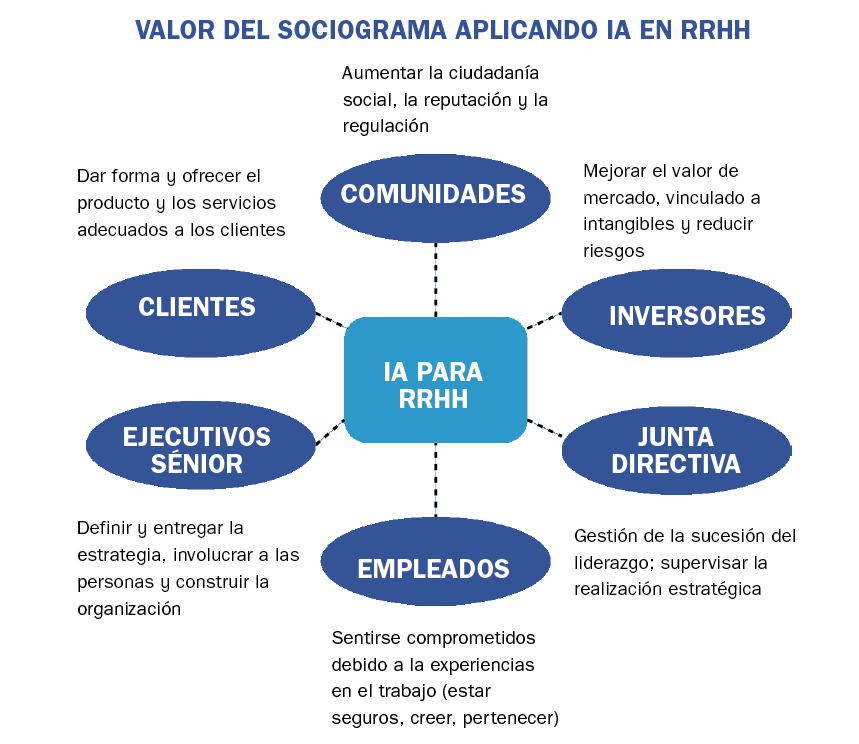 VALOR DEL SOCIOGRAMA APLICANDO IA EN RRHH
Aumentar la ciudadanía
social, la reputación y la
regulación
COMUNIDADES
Dar forma y ofrecer el
producto y los servicios
adecuados a los clientes
CLIENTES
Mejorar el valor de
mercado, vinculado a
intangibles y reducir
riesgos
INVERSORES
IA PARA
RRHH
EJECUTIVOS
SÉNIOR
Definir y entregar la
estrategia, involucrar a las
personas y construir la
organización
JUNTA
DIRECTIVA
Gestión de la sucesión del
liderazgo; supervisar la
realización estratégica
EMPLEADOS
Sentirse comprometidos
debido a la experiencias
en el trabajo (estar
seguros, creer, pertenecer)